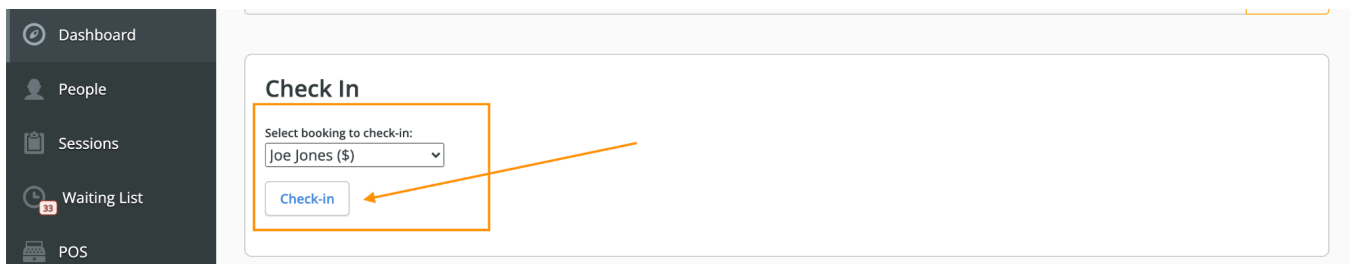 Dashboard
People
Sessions
33
Waiting List
POS
Check In
Select booking to check-in:
Joe Jones ($)
Check-in